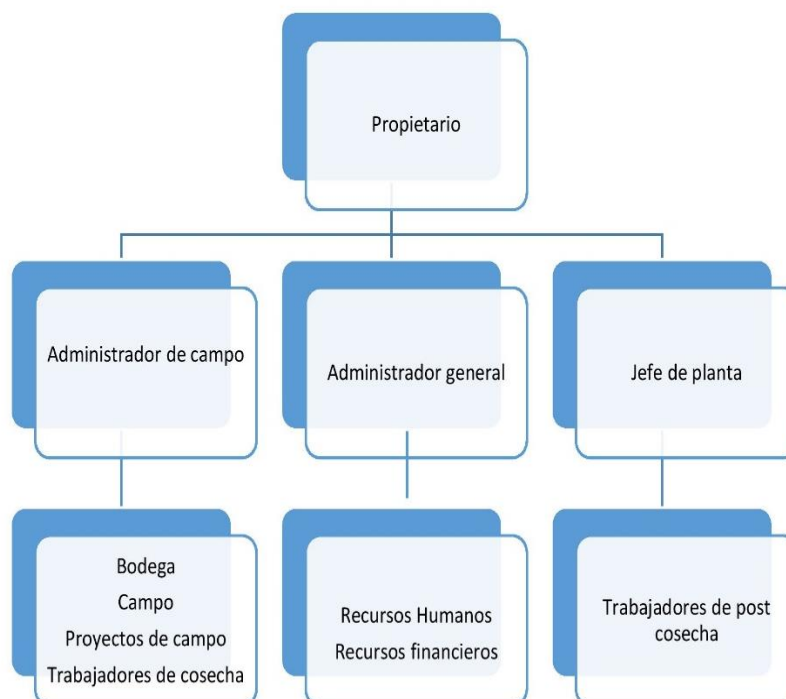 Propietario
Administrador de campo
Administrador general
Jefe de planta
Bodega
Campo
Proyectos de campo
Trabajadores de cosecha
Recursos Humanos
Recursos financieros
Trabajadores de post
cosecha